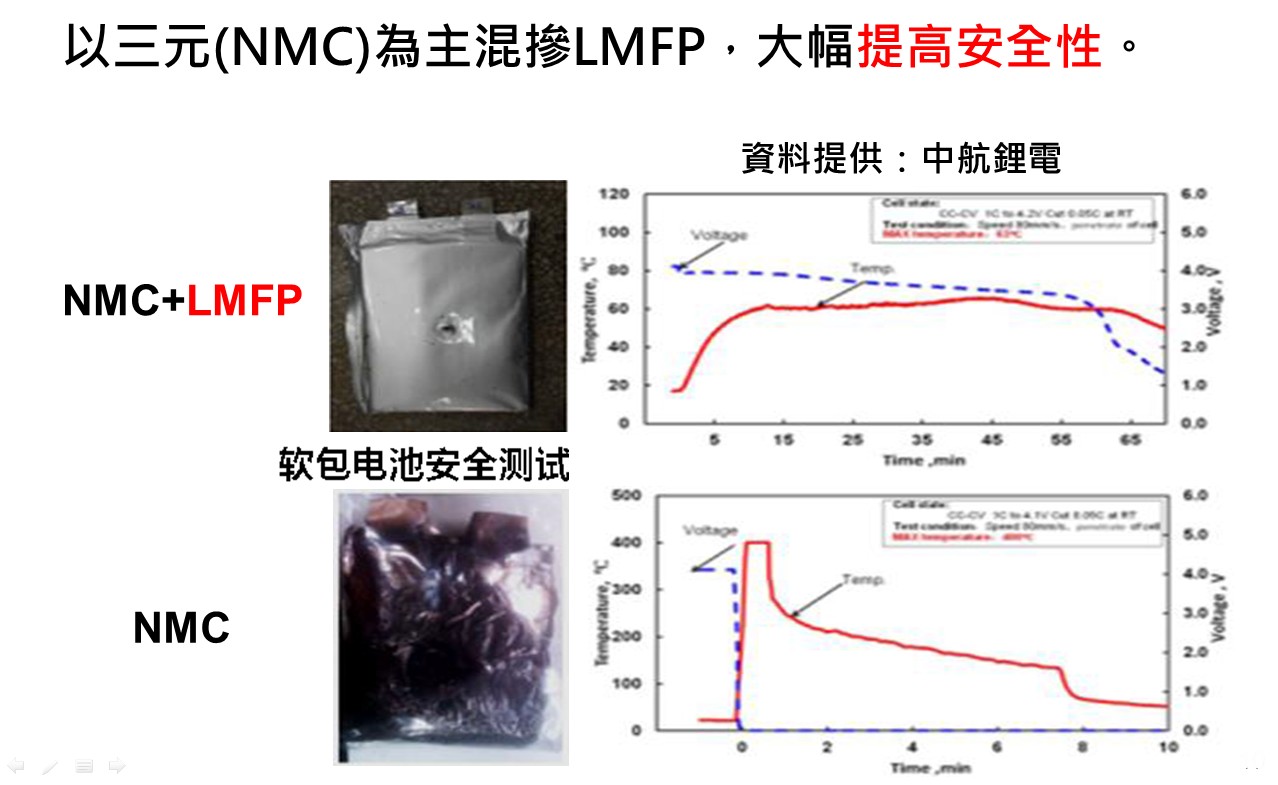 以三元(NMC)為主混摻LMFP，大幅提高安全性。
資料提供：中航鋰電
NMC+LMFP
120
100
80
60
40
20
0
Temperature, ℃
Voltage
Temp.
Cell state:
CC-CV 1C to 4.2V Cut 0.05C at RT
Test condition. Speed 80mm/s. penetrate of cell
MAX temperature.
6.0
5.0
4.0
3.0
2.0
1.0
0.0
Voltage, V
5 15 25 35 45 55 65
Time ,min
软包电池安全测试
NMC
500
400
300
200
100
0
Temperature, ℃
Voltage
Temp.
Cell state:
CC-CV 1C to 4.1V Cut 0.05C at RT
Test condition. Speed 80mm/s. penetrate of cell
MAX temperature. 400℃
6.0
5.0
4.0
3.0
2.0
1.0
0.0
Voltage, V
0 2 4 6 8 10
Time ,min